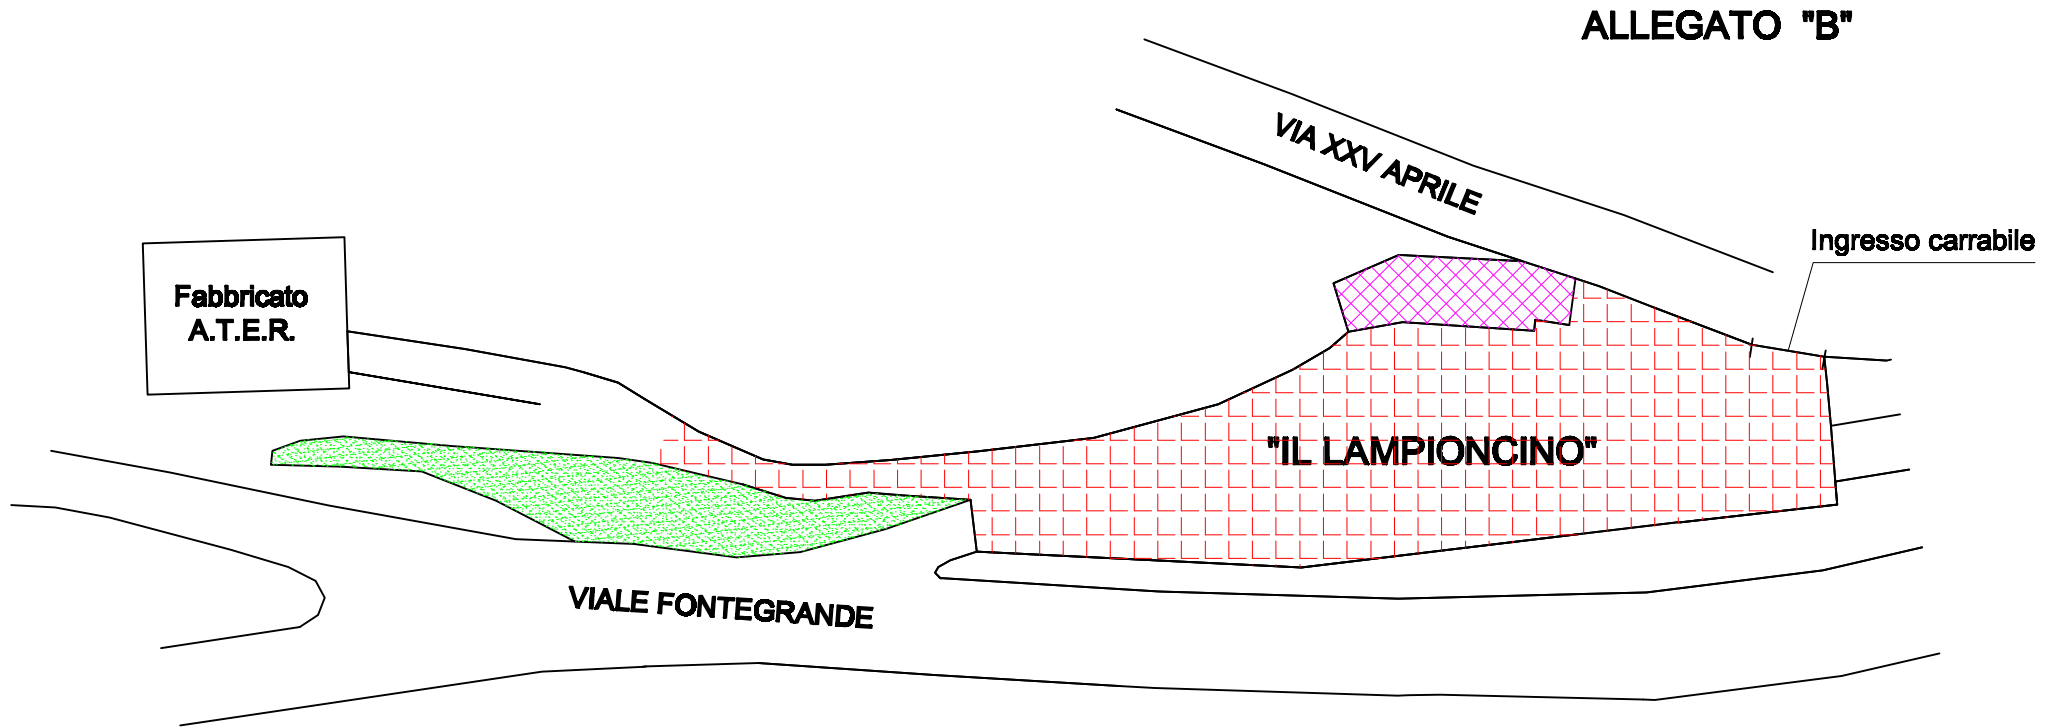 ALLEGATO "B"
VIA XXV APRILE
Ingresso carrabile
Fabbricato
A.T.E.R.
"IL LAMPIONCINO"
VIALE FONTEGRANDE